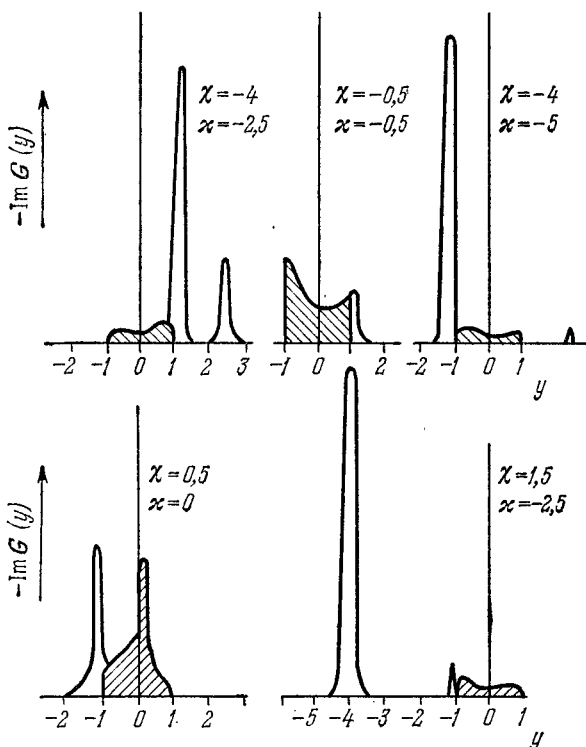 χ=−4
ϰ=−2,5
χ=−0,5
ϰ=−0,5
χ=−4
ϰ=−5
−Im G (y)
−2 −1 0 1 2 3
−1 0 1
−2 −1 0 1
y
χ=0,5
ϰ=0
χ=1,5
ϰ=−2,5
−Im G (y)
−2 −1 0 1 2
y
−5 −4 −3 −2 −1 0 1
y